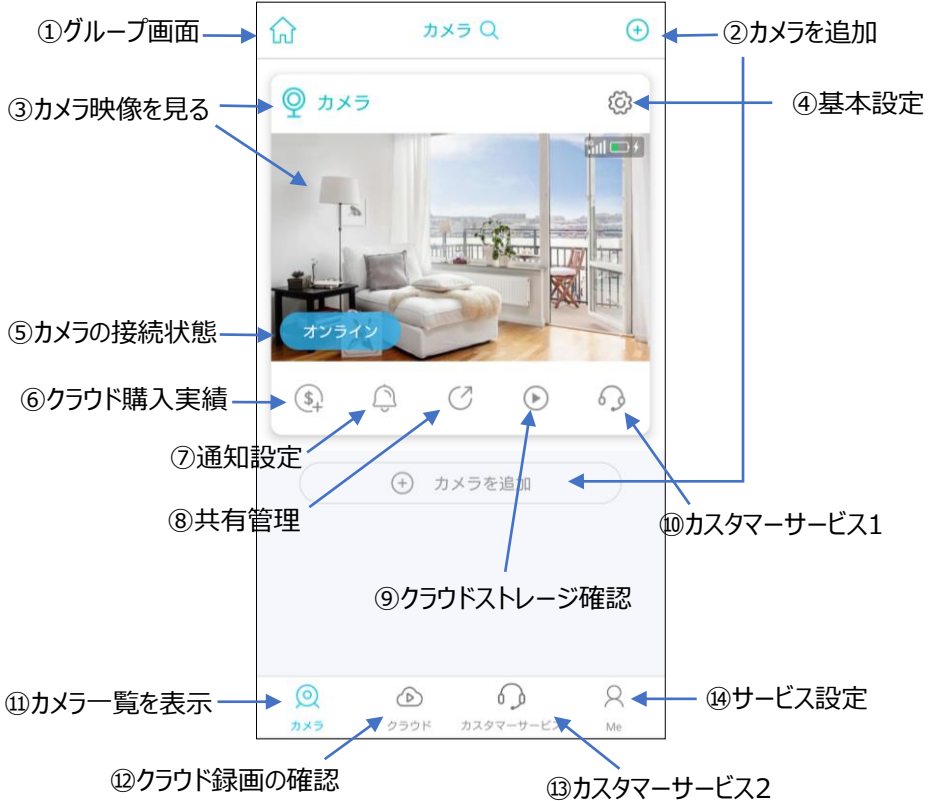 ①グループ画面
カメラ
②カメラを追加
③カメラ映像を見る
カメラ
④基本設定
⑤カメラの接続状態
オンライン
⑥クラウド購入実績
⑦通知設定
カメラを追加
⑧共有管理
⑩カスタマーサービス1
⑨クラウドストレージ確認
⑪カメラ一覧を表示
⑭サービス設定
カメラ
クラウド
カスタマーサービス
Me
⑫クラウド録画の確認
⑬カスタマーサービス2